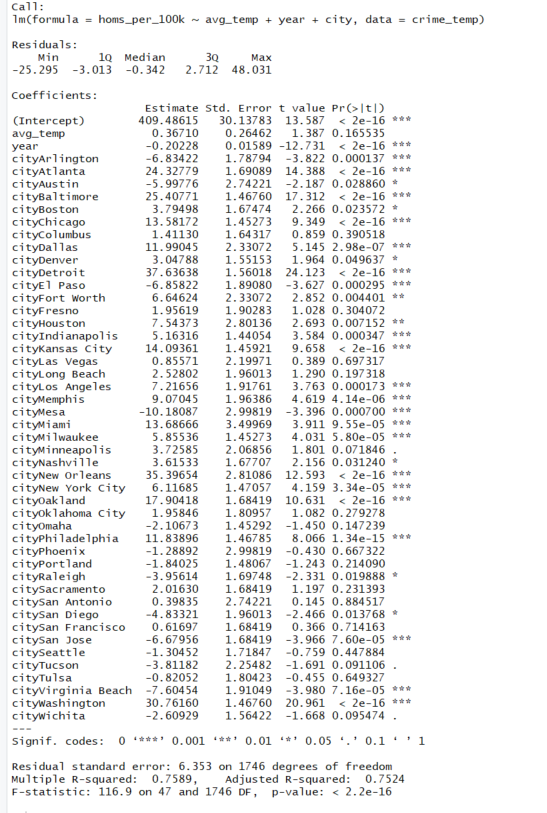 Call:
lm(formula = homs_per_100k ~ avg_temp + year + city, data = crime_temp)
Residuals:
Min 1Q Median 3Q Max
-25.295 -3.013 -0.342 2.712 48.031
Coefficients:
Estimate Std. Error t value Pr(>|t|)
(Intercept) 409.48615 30.13783 13.587 < 2e-16 ***
avg_temp 0.36710 0.26462 1.387 0.165535
year -0.20228 0.01589 -12.731 < 2e-16 ***
cityArlington -6.83422 1.78794 -3.822 0.000137 ***
cityAtlanta 24.32779 1.69089 14.388 < 2e-16 ***
cityAustin -5.99776 2.74221 -2.187 0.028860 *
cityBaltimore 25.40771 1.46760 17.312 < 2e-16 ***
cityBoston 3.79498 1.67474 2.266 0.023572 *
cityChicago 13.58172 1.45273 9.349 < 2e-16 ***
cityColumbus 1.41130 1.64317 0.859 0.390518
cityDallas 11.99045 2.33072 5.145 2.98e-07 ***
cityDenver 3.04788 1.55153 1.964 0.049637 *
cityDetroit 37.63638 1.56018 24.123 < 2e-16 ***
cityEl Paso -6.85822 1.89080 -3.627 0.000295 ***
cityFort Worth 6.64624 2.33072 2.852 0.004401 **
cityFresno 1.95619 1.90283 1.028 0.304072
cityHouston 7.54373 2.80136 2.693 0.007152 **
cityIndianapolis 5.16316 1.44054 3.584 0.000347 ***
cityKansas City 14.09361 1.45921 9.658 < 2e-16 ***
cityLas Vegas 0.85571 2.19971 0.389 0.697317
cityLong Beach 2.52802 1.96013 1.290 0.197318
cityLos Angeles 7.21656 1.91761 3.763 0.000173 ***
cityMemphis 9.07045 1.96386 4.619 4.14e-06 ***
cityMesa -10.18087 2.99819 -3.396 0.000700 ***
cityMiami 13.68666 3.49969 3.911 9.55e-05 ***
cityMilwaukee 5.85536 1.45273 4.031 5.80e-05 ***
cityMinneapolis 3.72585 2.06856 1.801 0.071846 .
cityNashville 3.61533 1.67707 2.156 0.031240 *
cityNew Orleans 35.39654 2.81086 12.593 < 2e-16 ***
cityNew York City 6.11685 1.47057 4.159 3.34e-05 ***
cityOakland 17.90418 1.68419 10.631 < 2e-16 ***
cityOklahoma City 1.95846 1.80957 1.082 0.279278
cityOmaha -2.10673 1.45292 -1.450 0.147239
cityPhiladelphia 11.83896 1.46785 8.066 1.34e-15 ***
cityPhoenix -1.28892 2.99819 -0.430 0.667322
cityPortland -1.84025 1.48067 -1.243 0.214090
cityRaleigh -3.95614 1.69748 -2.331 0.019888 *
citySacramento 2.01630 1.68419 1.197 0.231393
citySan Antonio 0.39835 2.74221 0.145 0.884517
citySan Diego -4.83321 1.96013 -2.466 0.013768 *
citySan Francisco 0.61697 1.68419 0.366 0.714163
citySan Jose -6.67956 1.68419 -3.966 7.60e-05 ***
citySeattle -1.30452 1.71847 -0.759 0.447884
cityTucson -3.81182 2.25482 -1.691 0.091106 .
cityTulsa -0.82052 1.80423 -0.455 0.649327
cityVirginia Beach -7.60454 1.91049 -3.980 7.16e-05 ***
cityWashington 30.76160 1.46760 20.961 < 2e-16 ***
cityWichita -2.60929 1.56422 -1.668 0.095474 .
---
Signif. codes: 0 ‘***’ 0.001 ‘**’ 0.01 ‘*’ 0.05 ‘.’ 0.1 ‘ ’ 1
Residual standard error: 6.353 on 1746 degrees of freedom
Multiple R-squared: 0.7589, Adjusted R-squared: 0.7524
F-statistic: 116.9 on 47 and 1746 DF, p-value: < 2.2e-16